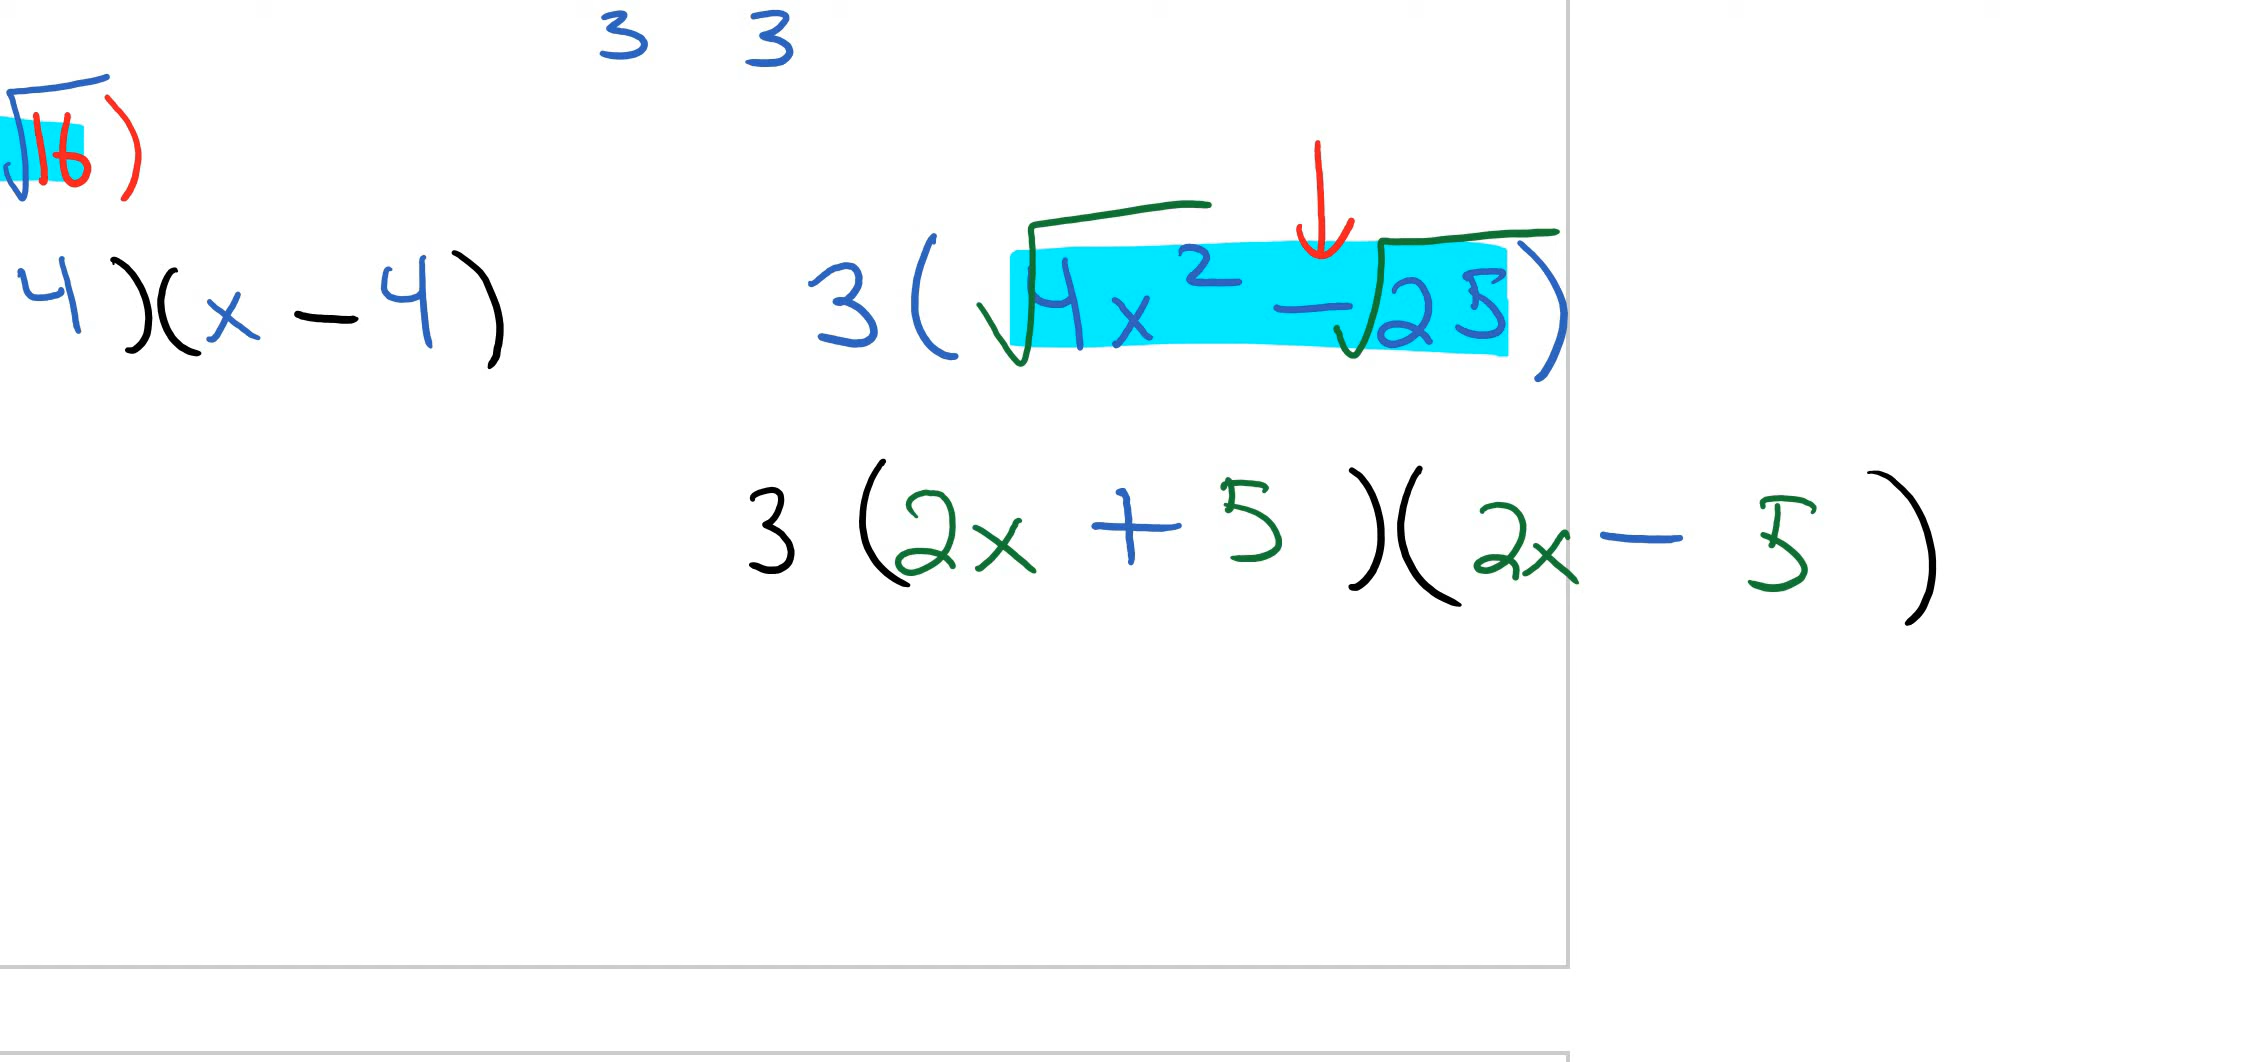 3 3
√16)
4)(x - 4)
3(√4x² - √25)
3(2x + 5)(2x - 5)